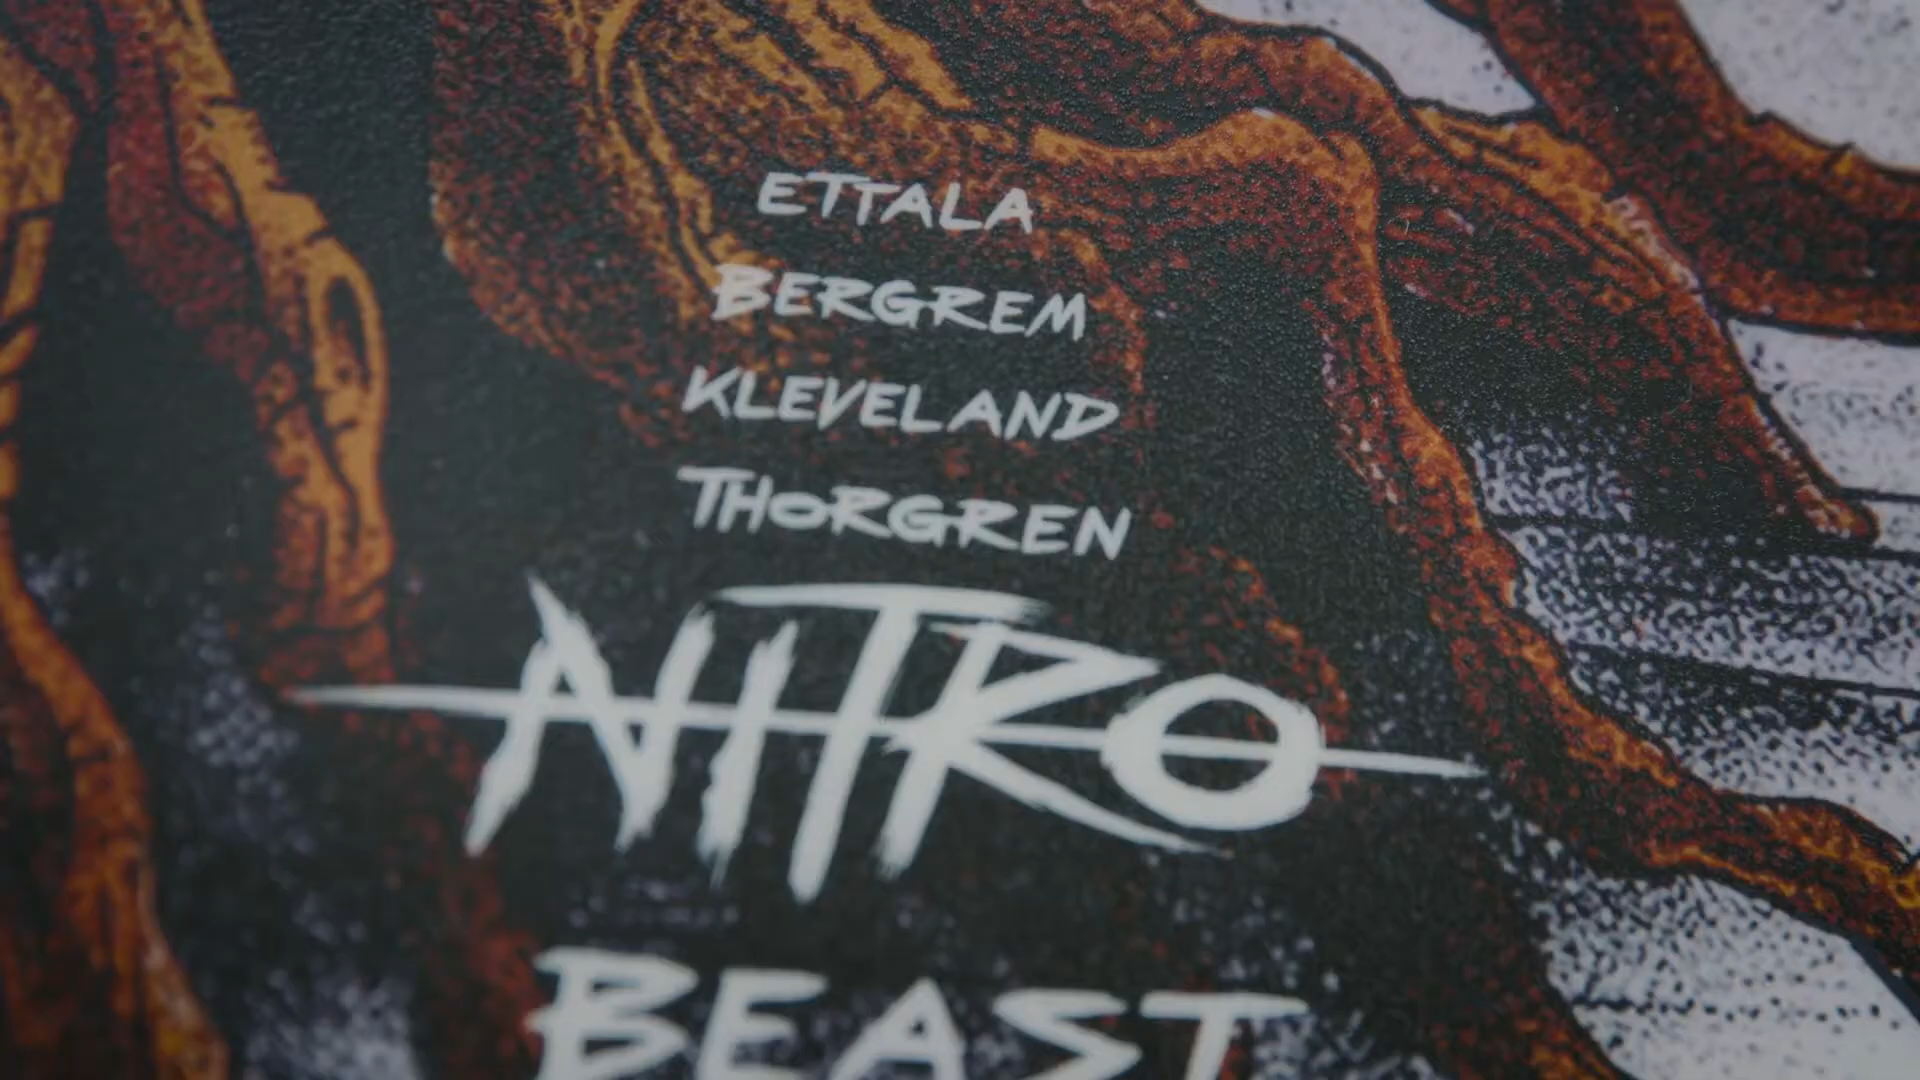 ETTALA
BERGREM
KLEVELAND
THORGREN
NITRO
BEAST